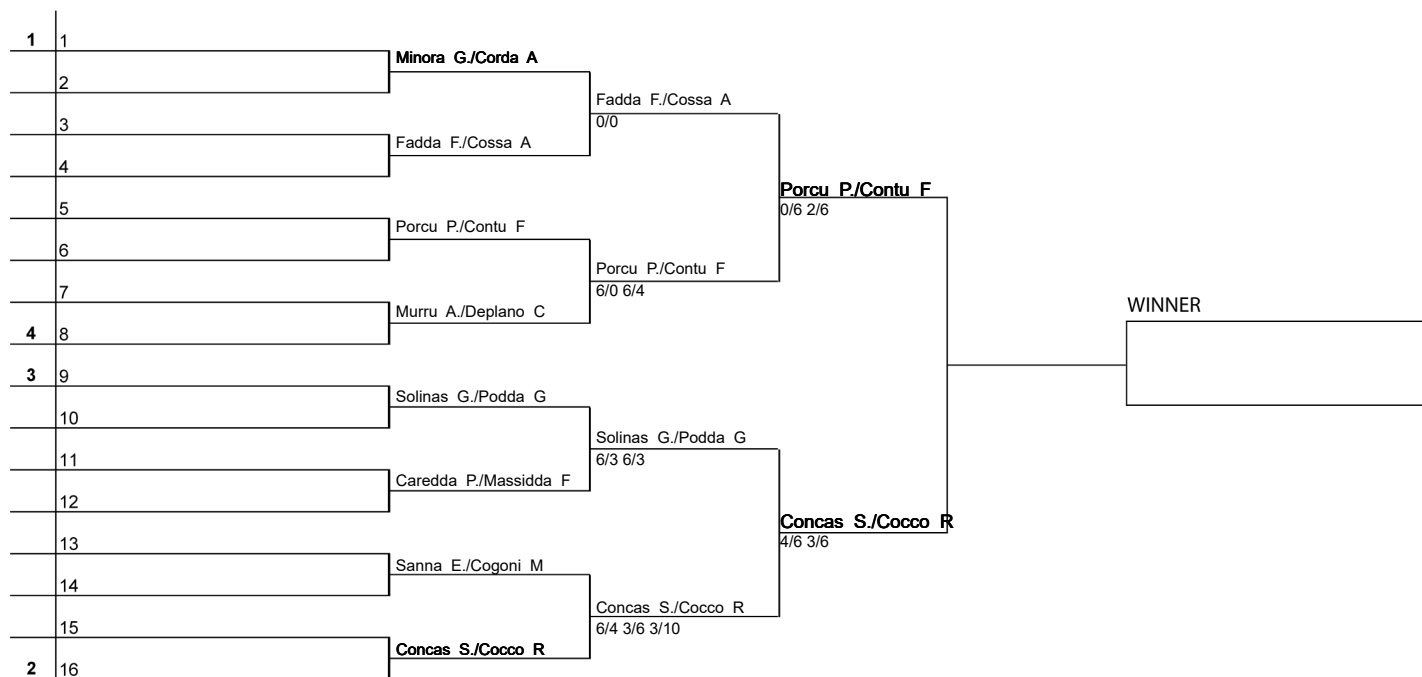 1 1
Minora G./Corda A
2
Fadda F./Cossa A
0/0
3
Fadda F./Cossa A
4
Porcu P./Contu F
0/6 2/6
5
Porcu P./Contu F
6
Porcu P./Contu F
6/0 6/4
7
Murru A./Deplano C
WINNER
4 8
3 9
Solinas G./Podda G
10
Solinas G./Podda G
6/3 6/3
11
Caredda P./Massidda F
12
Concas S./Cocco R
4/6 3/6
13
Sanna E./Cogoni M
14
Concas S./Cocco R
6/4 3/6 3/10
15
Concas S./Cocco R
2 16